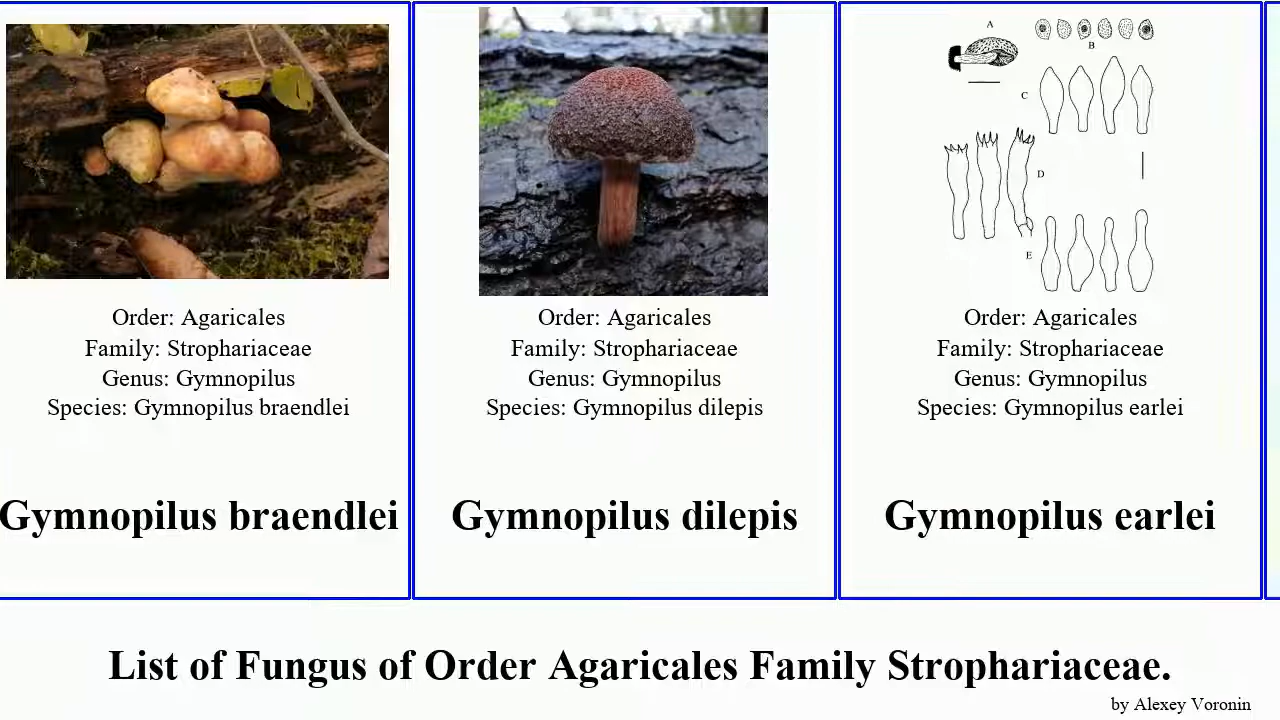 A
B
C
D
E
Order: Agaricales
Family: Strophariaceae
Genus: Gymnopilus
Species: Gymnopilus braendlei
Gymnopilus braendlei
Order: Agaricales
Family: Strophariaceae
Genus: Gymnopilus
Species: Gymnopilus dilepis
Gymnopilus dilepis
Order: Agaricales
Family: Strophariaceae
Genus: Gymnopilus
Species: Gymnopilus earlei
Gymnopilus earlei
List of Fungus of Order Agaricales Family Strophariaceae.
by Alexey Voronin